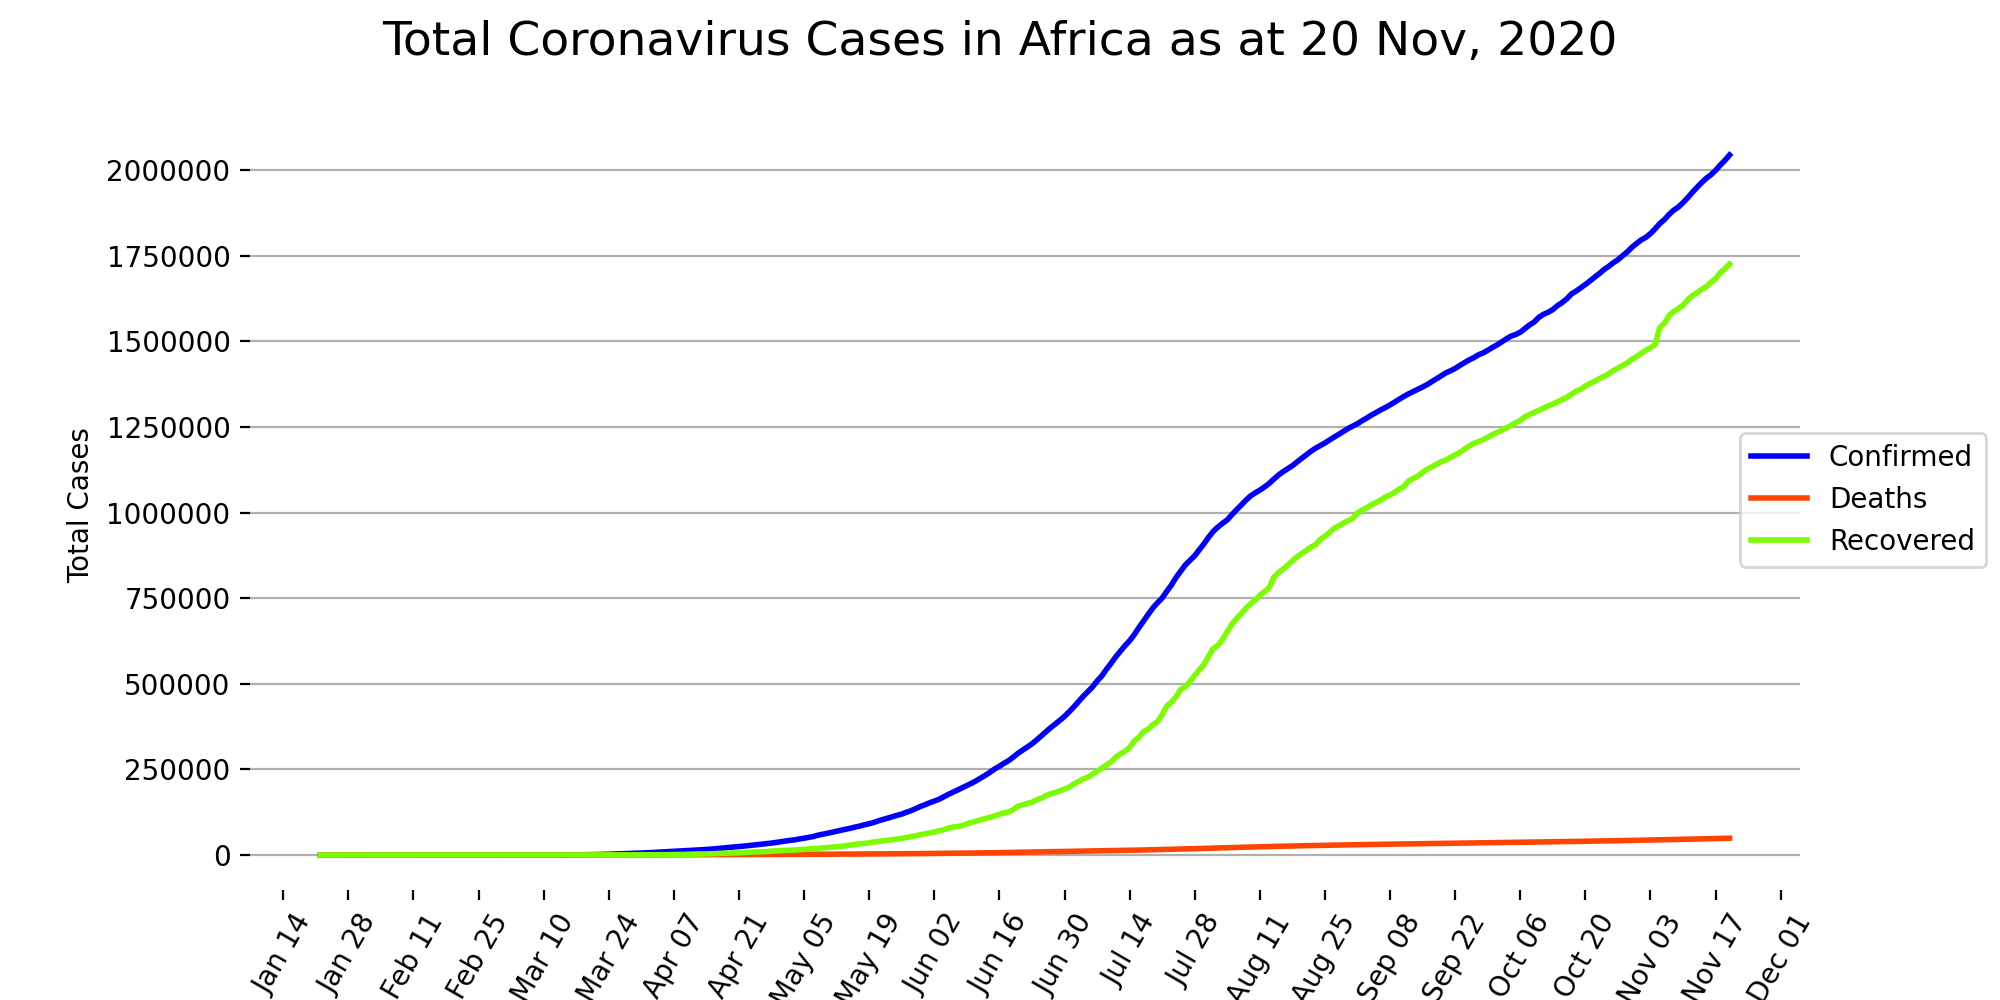 Total Coronavirus Cases in Africa as at 20 Nov, 2020
2000000
1750000
1500000
1250000
1000000
750000
500000
250000
0
Total Cases
Confirmed
Deaths
Recovered
Jan 14
Jan 28
Feb 11
Feb 25
Mar 10
Mar 24
Apr 07
Apr 21
May 05
May 19
Jun 02
Jun 16
Jun 30
Jul 14
Jul 28
Aug 11
Aug 25
Sep 08
Sep 22
Oct 06
Oct 20
Nov 03
Nov 17
Dec 01